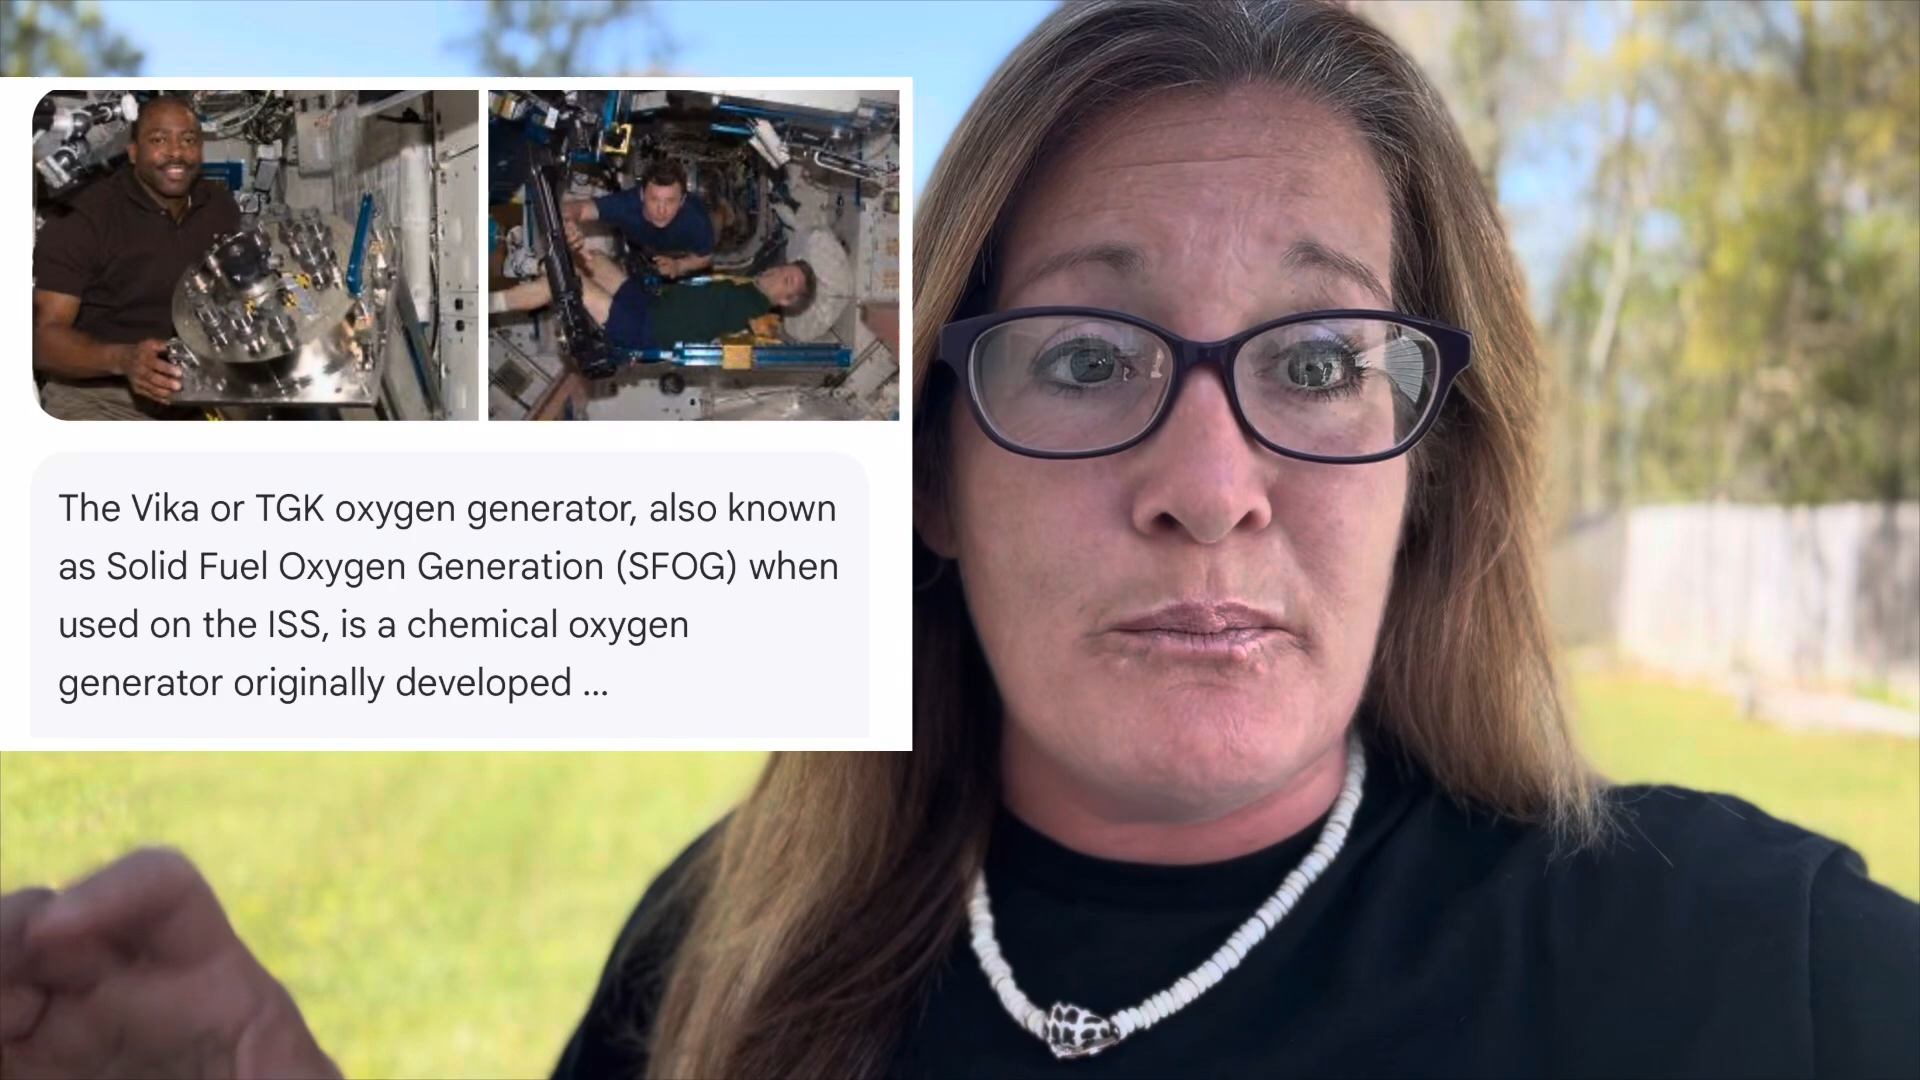 The Vika or TGK oxygen generator, also known
as Solid Fuel Oxygen Generation (SFOG) when
used on the ISS, is a chemical oxygen
generator originally developed ...